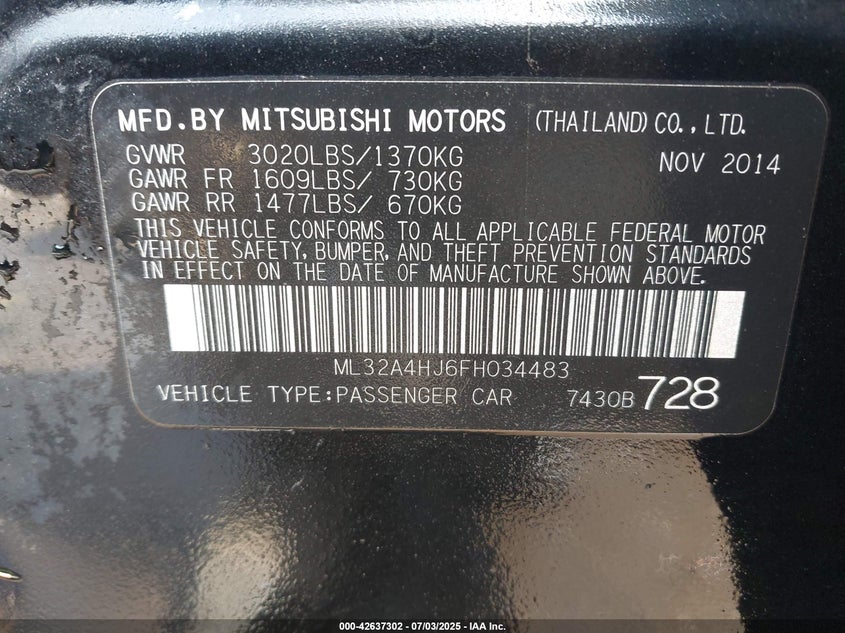 MFD.BY MITSUBISHI MOTORS (THAILAND) CO., LTD.
GVWR 3020LBS/1370KG NOV 2014
GAWR FR 1609LBS/ 730KG
GAWR RR 1477LBS/ 670KG
THIS VEHICLE CONFORMS TO ALL APPLICABLE FEDERAL MOTOR
VEHICLE SAFETY, BUMPER, AND THEFT PREVENTION STANDARDS
IN EFFECT ON THE DATE OF MANUFACTURE SHOWN ABOVE.
ML32A4HJ6FH034483
VEHICLE TYPE:PASSENGER CAR 7430B 728
000-42637302 - 07/03/2025 - IAA Inc.